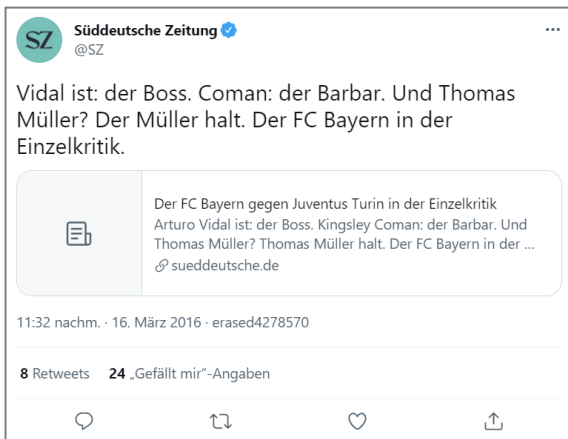 SZ
Süddeutsche Zeitung
@SZ
Vidal ist: der Boss. Coman: der Barbar. Und Thomas
Müller? Der Müller halt. Der FC Bayern in der
Einzelkritik.
Der FC Bayern gegen Juventus Turin in der Einzelkritik
Arturo Vidal ist: der Boss. Kingsley Coman: der Barbar. Und
Thomas Müller? Thomas Müller halt. Der FC Bayern in der ...
sueddeutsche.de
11:32 nachm. · 16. März 2016 · erased4278570
8 Retweets 24 „Gefällt mir“-Angaben